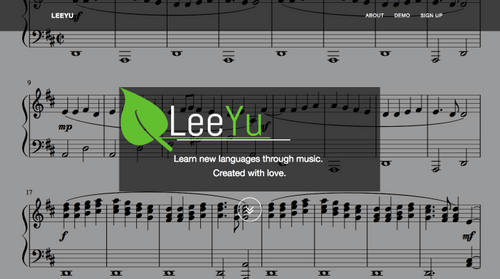 LEEYU ABOUT DEMO SIGN UP
9
mp
f
LeeYu
Learn new languages through music.
Created with love.
17
f
mf